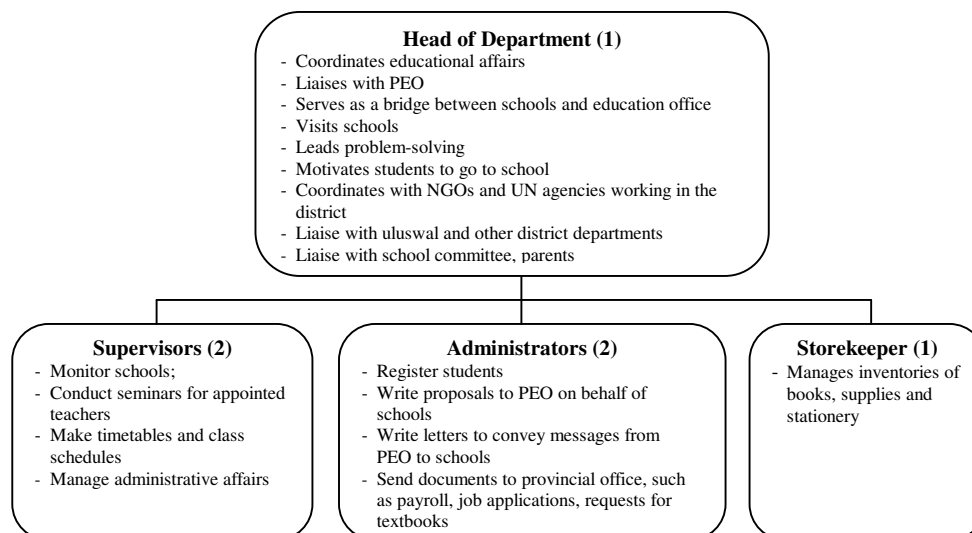 Head of Department (1)
- Coordinates educational affairs
- Liaises with PEO
- Serves as a bridge between schools and education office
- Visits schools
- Leads problem-solving
- Motivates students to go to school
- Coordinates with NGOs and UN agencies working in the
district
- Liaise with uluswal and other district departments
- Liaise with school committee, parents
Supervisors (2)
- Monitor schools;
- Conduct seminars for appointed
teachers
- Make timetables and class
schedules
- Manage administrative affairs
Administrators (2)
- Register students
- Write proposals to PEO on behalf of
schools
- Write letters to convey messages from
PEO to schools
- Send documents to provincial office, such
as payroll, job applications, requests for
textbooks
Storekeeper (1)
- Manages inventories of
books, supplies and
stationery